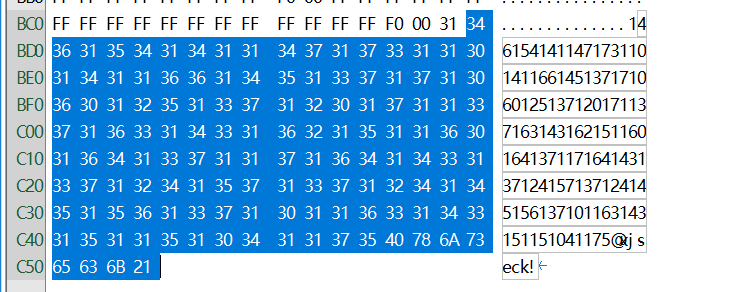 BC0 FF FF FF FF FF FF FF FF FF FF FF FF F0 00 31 34 . . . . . . . . . . . . . . 14
BD0 36 31 35 34 31 34 31 31 34 37 31 37 33 31 31 30 6154141147173110
BE0 31 34 31 31 36 36 31 34 35 31 33 37 31 37 31 30 1411661451371710
BF0 36 30 31 32 35 31 33 37 31 32 30 31 37 31 31 33 6012513712017113
C00 37 31 36 33 31 34 33 31 36 32 31 35 31 31 36 30 7163143162151160
C10 31 36 34 31 33 37 31 31 37 31 36 34 31 34 33 31 1641371171641431
C20 33 37 31 32 34 31 35 37 31 33 37 31 32 34 31 34 3712415713712414
C30 35 31 35 36 31 33 37 31 30 31 31 36 33 31 34 33 5156137101163143
C40 31 35 31 31 35 31 30 34 31 31 37 35 40 78 6A 73 151151041175@xjs
C50 65 63 6B 21 eck!←